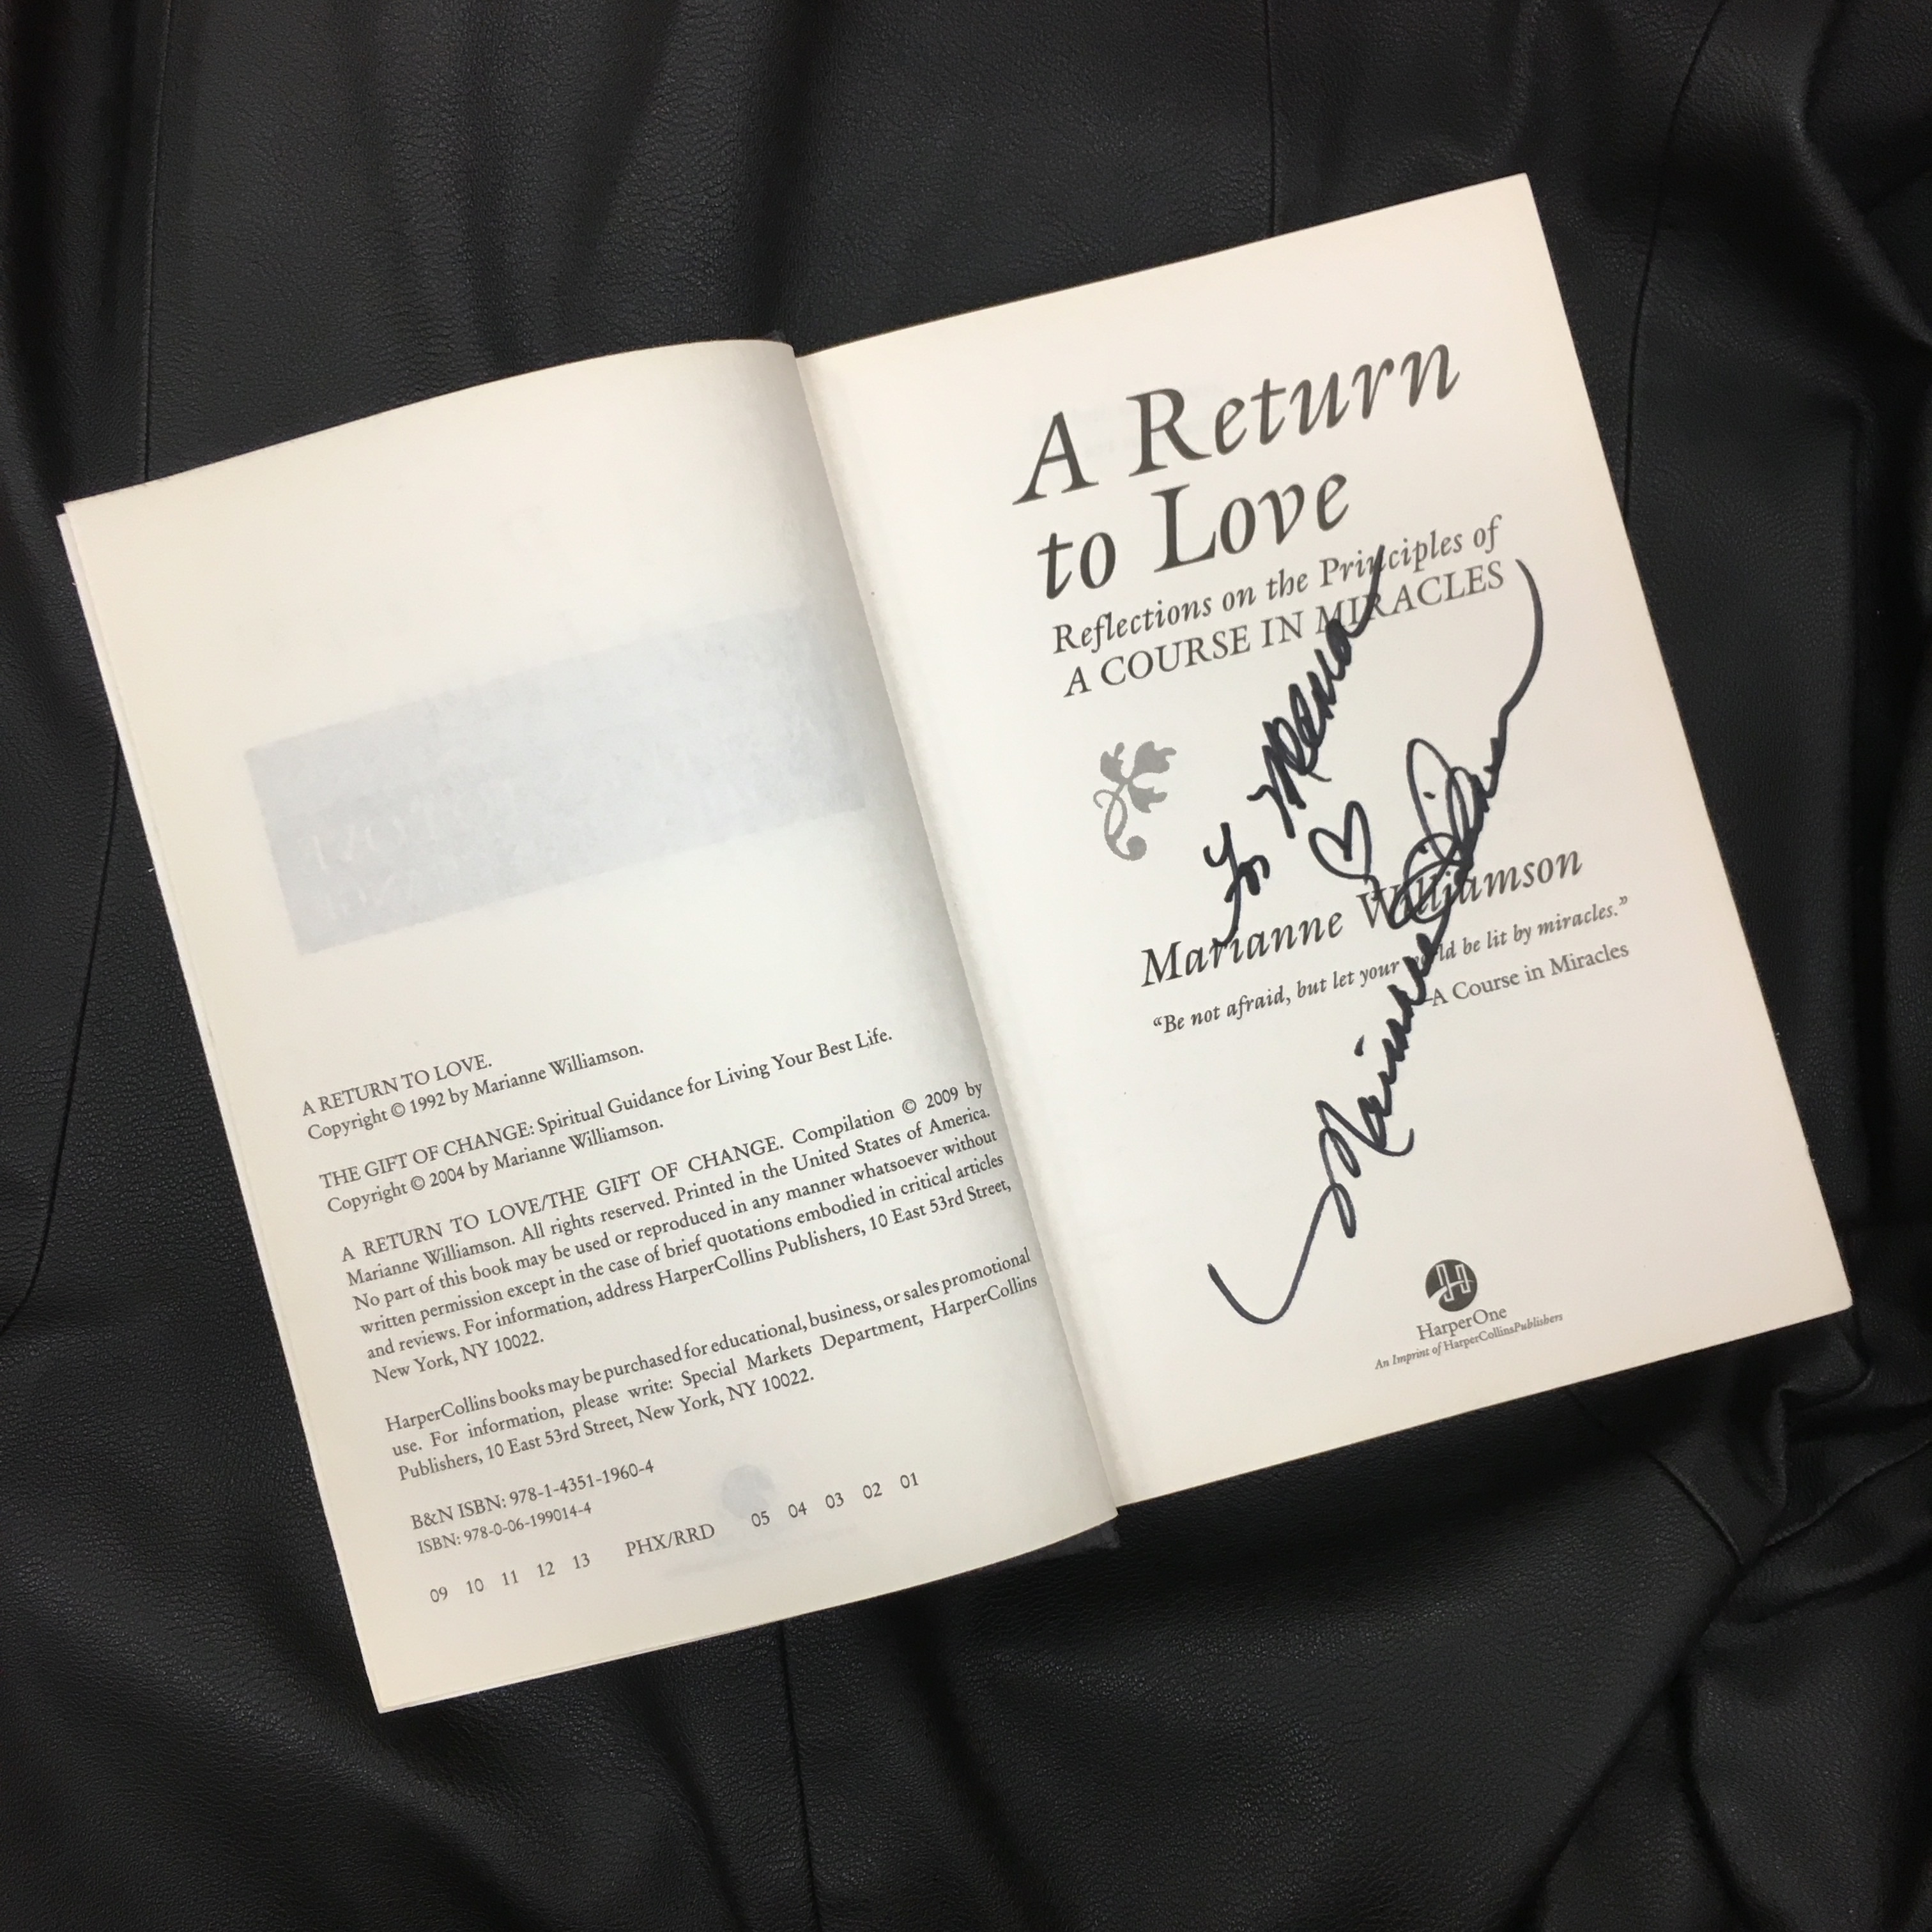 A RETURN TO LOVE.
Copyright © 1992 by Marianne Williamson.
THE GIFT OF CHANGE: Spiritual Guidance for Living Your Best Life.
Copyright © 2004 by Marianne Williamson.
A RETURN TO LOVE/THE GIFT OF CHANGE. Compilation © 2009 by
Marianne Williamson. All rights reserved. Printed in the United States of America.
No part of this book may be used or reproduced in any manner whatsoever without
written permission except in the case of brief quotations embodied in critical articles
and reviews. For information, address HarperCollins Publishers, 10 East 53rd Street,
New York, NY 10022.
HarperCollins books may be purchased for educational, business, or sales promotional
use. For information, please write: Special Markets Department, HarperCollins
Publishers, 10 East 53rd Street, New York, NY 10022.
B&N ISBN: 978-1-4351-1960-4
ISBN: 978-0-06-199014-4
09 10 11 12 13 PHX/RRD 05 04 03 02 01
A Return
to Love
Reflections on the Principles of
A COURSE IN MIRACLES
To
Marianne Williamson
Marianne Williamson
"Be not afraid, but let your world be lit by miracles."
—A Course in Miracles
HarperOne
An Imprint of HarperCollinsPublishers